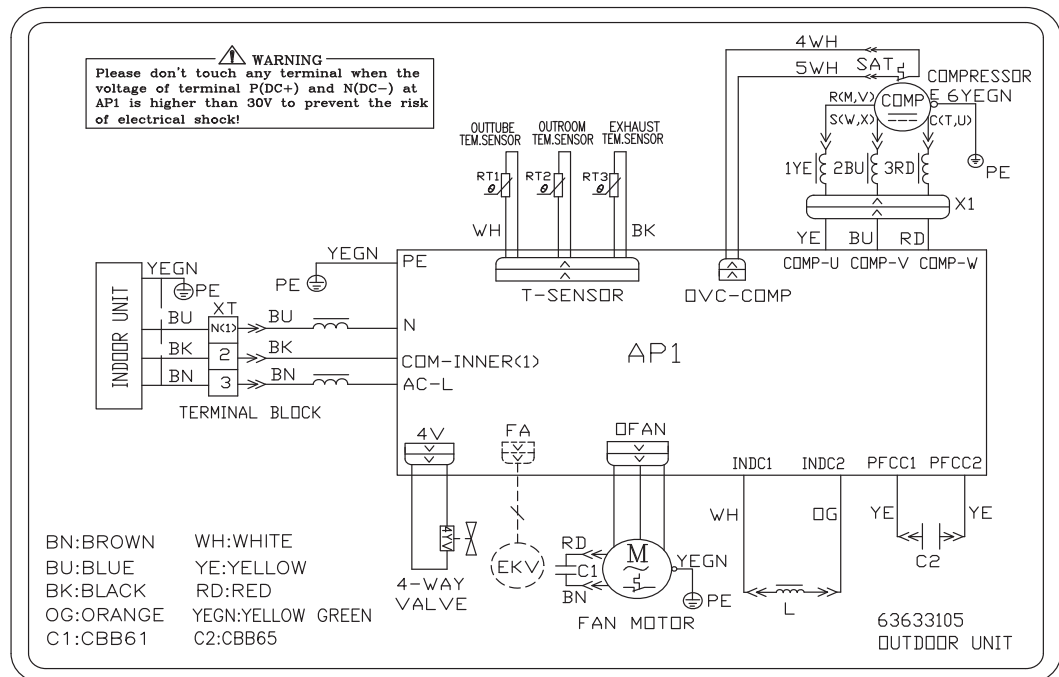 WARNING
Please don't touch any terminal when the
voltage of terminal P(DC+) and N(DC-) at
AP1 is higher than 30V to prevent the risk
of electrical shock!
4WH
5WH
SAT
COMPRESSOR
R(M,V)
COMP
E 6YEGN
S(W,X)
C(T,U)
PE
1YE
2BU
3RD
X1
YE
BU
RD
COMP-U
COMP-V
COMP-W
OUTTUBE
TEM.SENSOR
OUTROOM
TEM.SENSOR
EXHAUST
TEM.SENSOR
RT1
RT2
RT3
θ
θ
θ
WH
BK
T-SENSOR
OVC-COMP
YEGN
PE
PE
INDOOR UNIT
YEGN
PE
XT
BU
N(1)
BU
N
BK
2
BK
COM-INNER(1)
BN
3
BN
AC-L
TERMINAL BLOCK
AP1
4V
FA
OFAN
INDC1
INDC2
PFCC1
PFCC2
4YV
4-WAY
VALVE
EKV
RD
C1
BN
M
YEGN
PE
FAN MOTOR
WH
OG
L
YE
YE
C2
BN:BROWN
WH:WHITE
BU:BLUE
YE:YELLOW
BK:BLACK
RD:RED
OG:ORANGE
YEGN:YELLOW GREEN
C1:CBB61
C2:CBB65
63633105
OUTDOOR UNIT